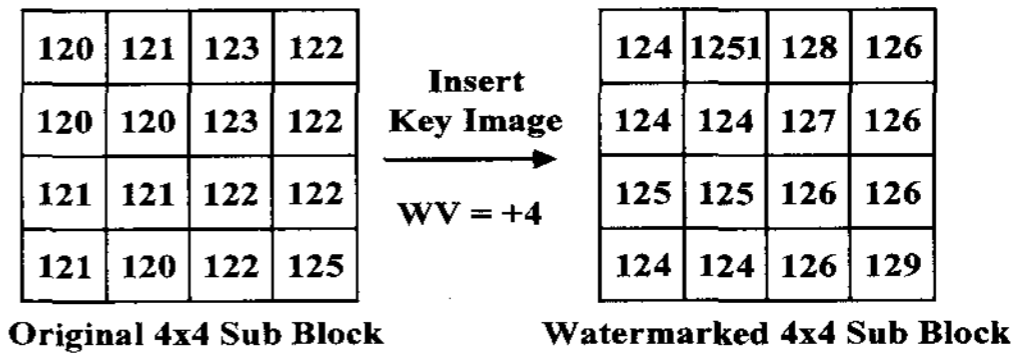 120 121 123 122
120 120 123 122
121 121 122 122
121 120 122 125
Original 4x4 Sub Block
Insert
Key Image
WV = +4
124 1251 128 126
124 124 127 126
125 125 126 126
124 124 126 129
Watermarked 4x4 Sub Block